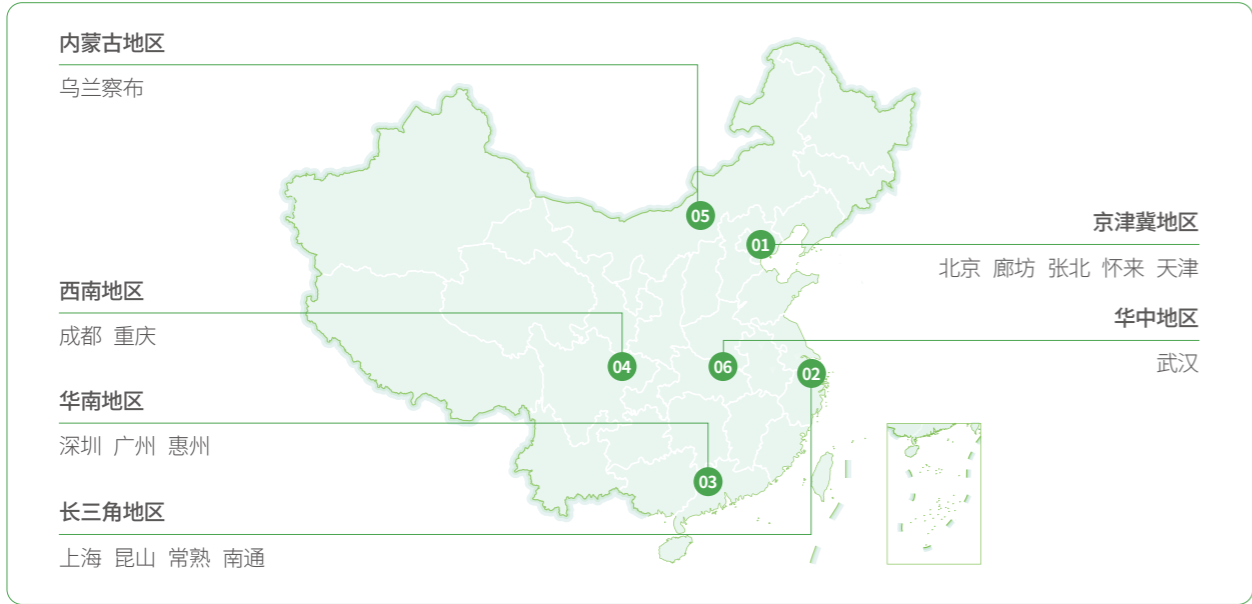 内蒙古地区
乌兰察布
05
京津冀地区
01
北京 廊坊 张北 怀来 天津
西南地区
成都 重庆
04
华中地区
06
武汉
02
华南地区
深圳 广州 惠州
03
长三角地区
上海 昆山 常熟 南通